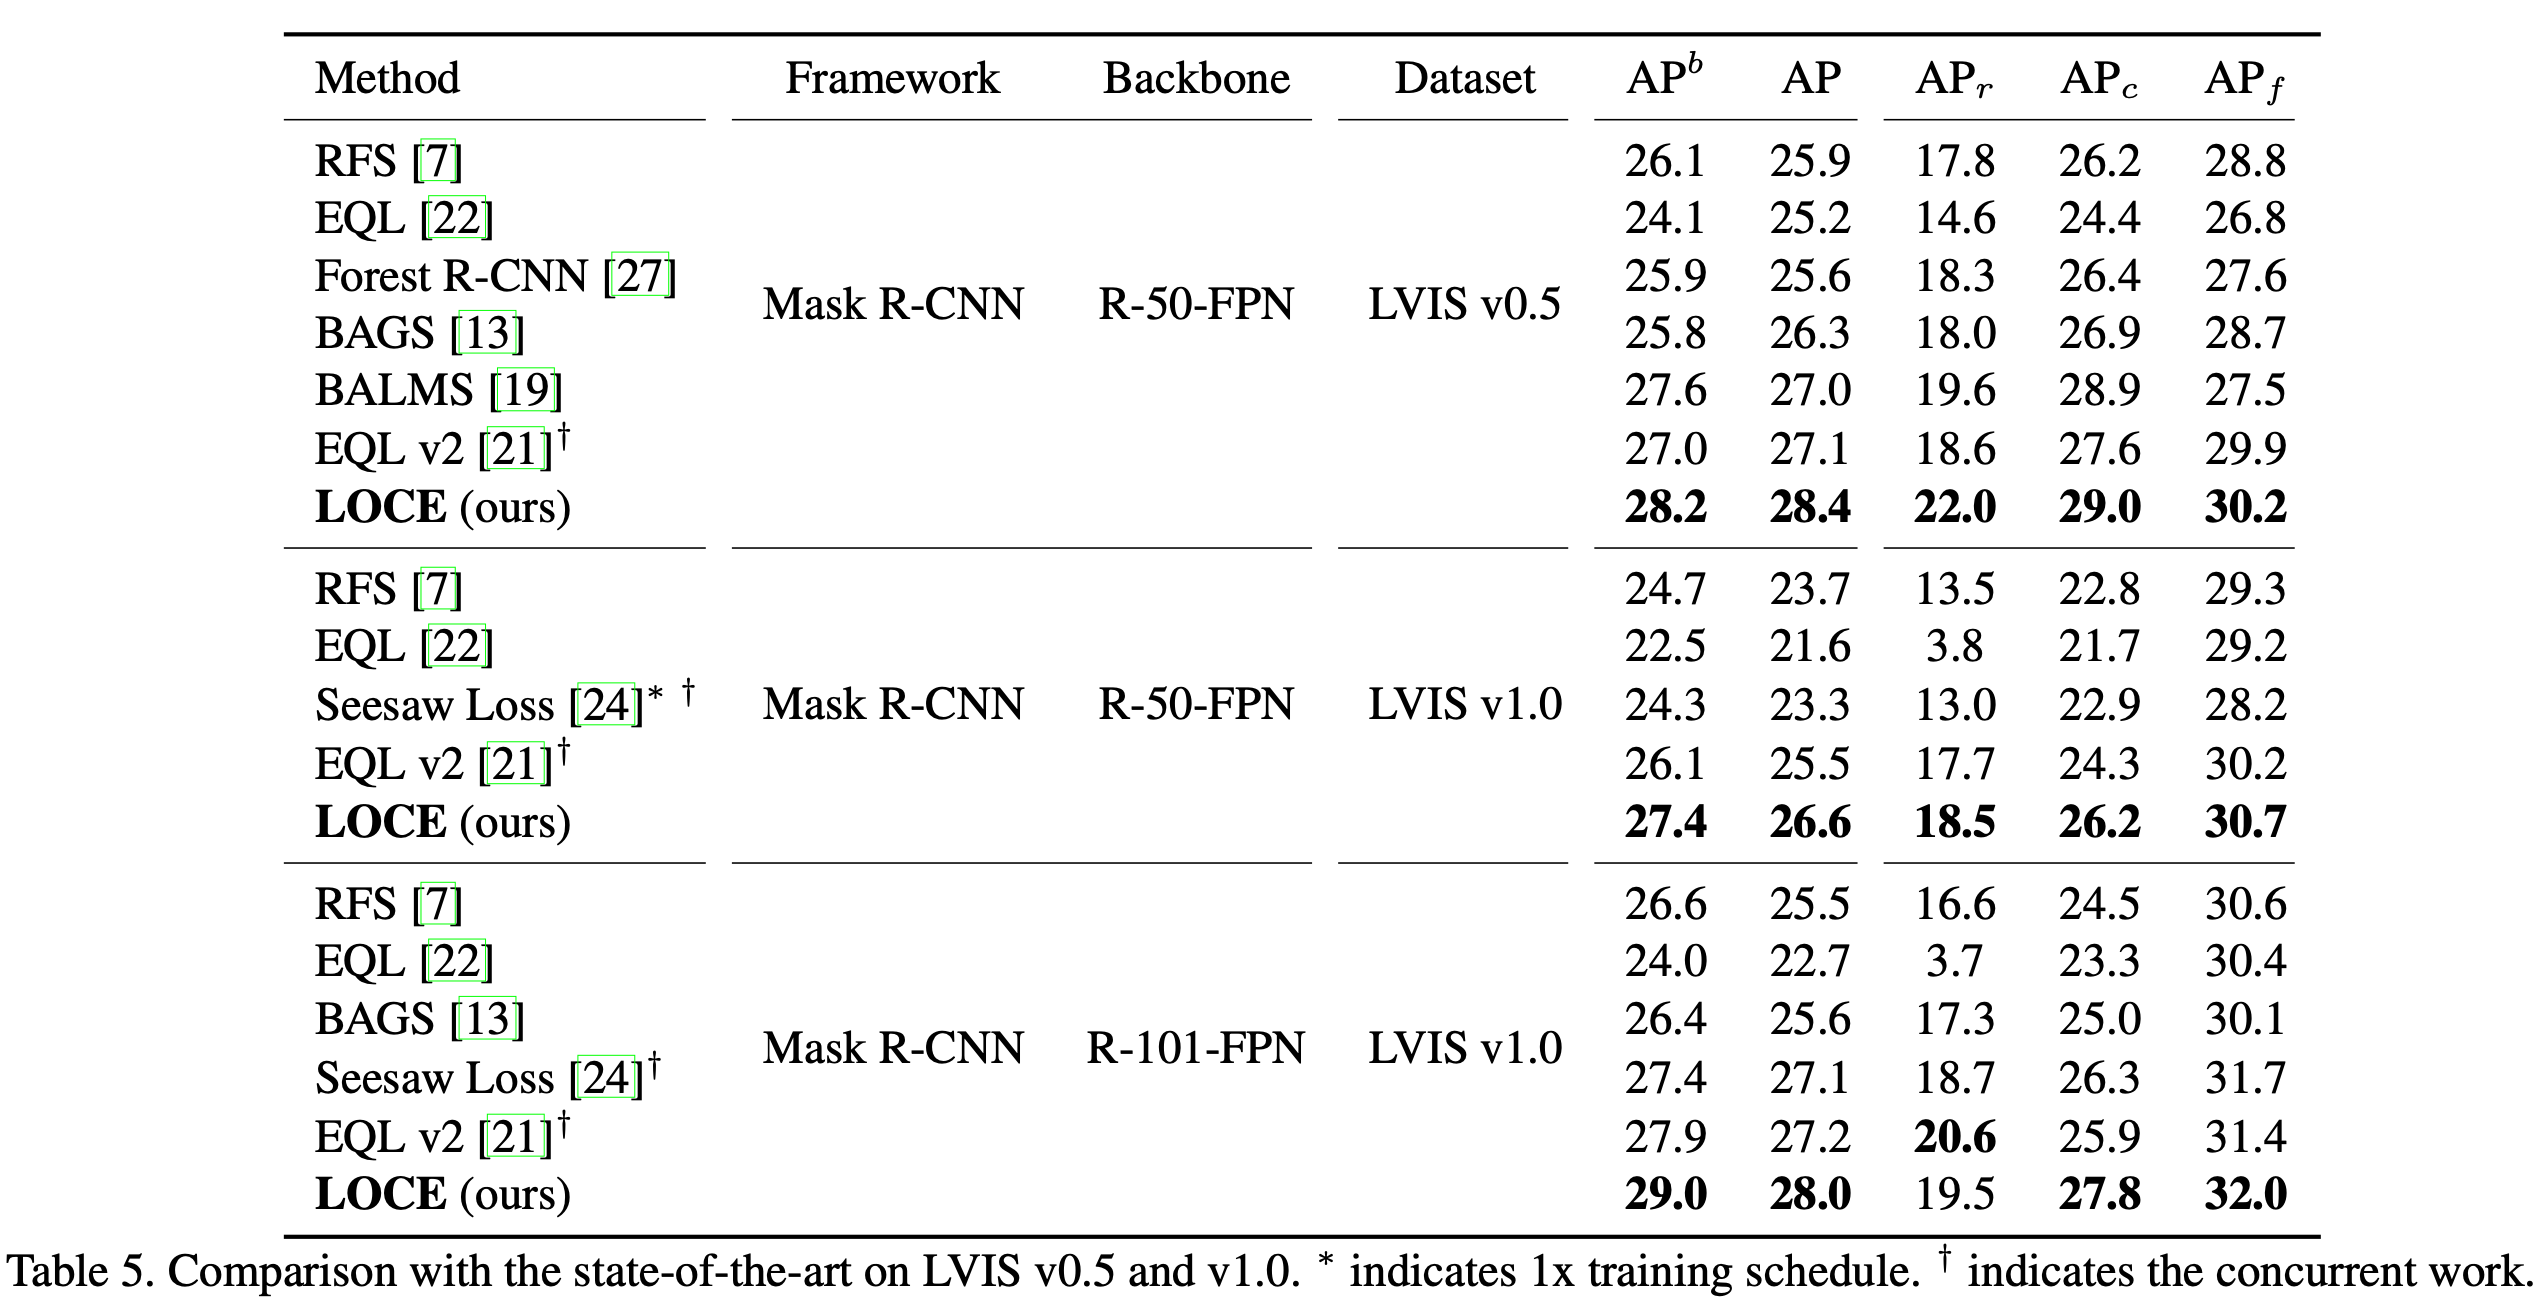 Method Framework Backbone Dataset AP^b AP AP_r AP_c AP_f
RFS [7] 26.1 25.9 17.8 26.2 28.8
EQL [22] 24.1 25.2 14.6 24.4 26.8
Forest R-CNN [27] 25.9 25.6 18.3 26.4 27.6
Mask R-CNN R-50-FPN LVIS v0.5
BAGS [13] 25.8 26.3 18.0 26.9 28.7
BALMS [19] 27.6 27.0 19.6 28.9 27.5
EQL v2 [21]† 27.0 27.1 18.6 27.6 29.9
LOCE (ours) 28.2 28.4 22.0 29.0 30.2
RFS [7] 24.7 23.7 13.5 22.8 29.3
EQL [22] 22.5 21.6 3.8 21.7 29.2
Seesaw Loss [24]* † Mask R-CNN R-50-FPN LVIS v1.0 24.3 23.3 13.0 22.9 28.2
EQL v2 [21]† 26.1 25.5 17.7 24.3 30.2
LOCE (ours) 27.4 26.6 18.5 26.2 30.7
RFS [7] 26.6 25.5 16.6 24.5 30.6
EQL [22] 24.0 22.7 3.7 23.3 30.4
BAGS [13] 26.4 25.6 17.3 25.0 30.1
Mask R-CNN R-101-FPN LVIS v1.0
Seesaw Loss [24]† 27.4 27.1 18.7 26.3 31.7
EQL v2 [21]† 27.9 27.2 20.6 25.9 31.4
LOCE (ours) 29.0 28.0 19.5 27.8 32.0
Table 5. Comparison with the state-of-the-art on LVIS v0.5 and v1.0. * indicates 1x training schedule. † indicates the concurrent work.